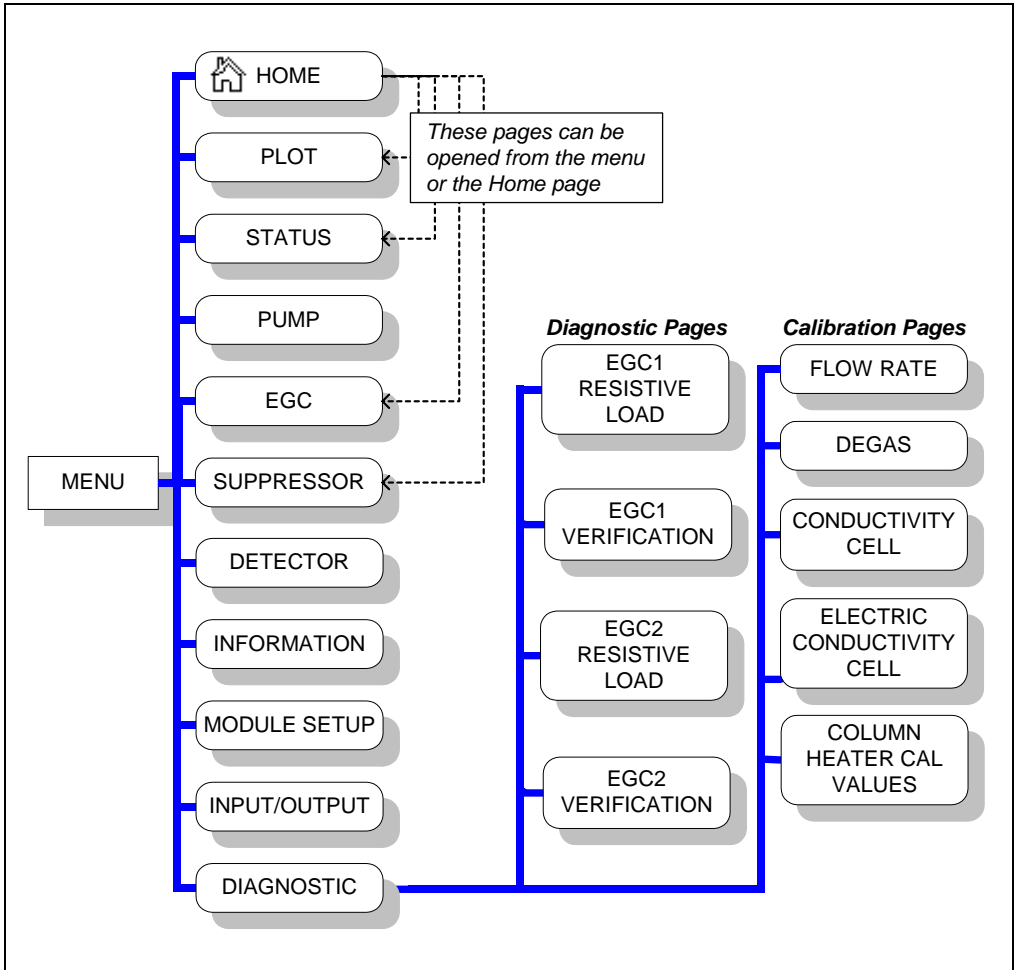 HOME
These pages can be
opened from the menu
or the Home page
PLOT
STATUS
PUMP
EGC
MENU
SUPPRESSOR
DETECTOR
INFORMATION
MODULE SETUP
INPUT/OUTPUT
DIAGNOSTIC
Diagnostic Pages
EGC1
RESISTIVE
LOAD
EGC1
VERIFICATION
EGC2
RESISTIVE
LOAD
EGC2
VERIFICATION
Calibration Pages
FLOW RATE
DEGAS
CONDUCTIVITY
CELL
ELECTRIC
CONDUCTIVITY
CELL
COLUMN
HEATER CAL
VALUES